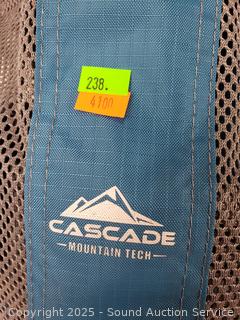 238.
4100
CASCADE
MOUNTAIN TECH
Copyright 2025 - Sound Auction Service